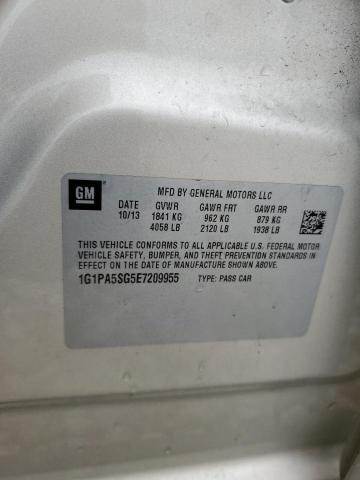 GM
MFD BY GENERAL MOTORS LLC
DATE GVWR GAWR FRT GAWR RR
10/13 1841 KG 962 KG 879 KG
4058 LB 2120 LB 1938 LB
THIS VEHICLE CONFORMS TO ALL APPLICABLE U.S. FEDERAL MOTOR
VEHICLE SAFETY, BUMPER, AND THEFT PREVENTION STANDARDS
IN EFFECT ON THE DATE OF MANUFACTURE SHOWN ABOVE.
1G1PA5SG5E7209955 TYPE: PASS CAR